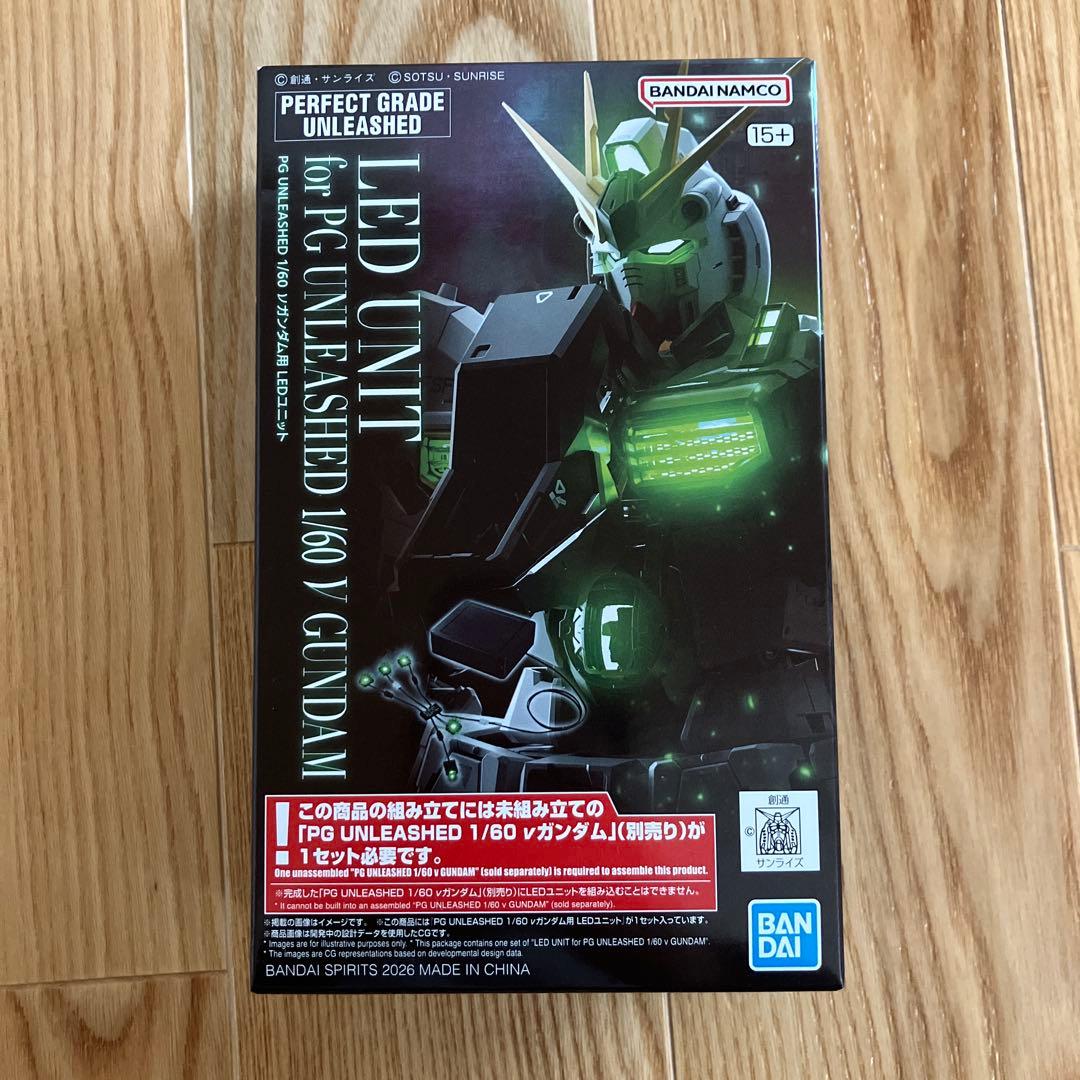 ©創通・サンライズ ©SOTSU・SUNRISE
PERFECT GRADE
UNLEASHED
BANDAI NAMCO
15+
LED UNIT
for PG UNLEASHED 1/60 ν GUNDAM
PG UNLEASHED 1/60 νガンダム用 LEDユニット
!
この商品の組み立てには未組み立ての
「PG UNLEASHED 1/60 νガンダム」(別売り)が
1セット必要です。
One unassembled "PG UNLEASHED 1/60 ν GUNDAM" (sold separately) is required to assemble this product.
※完成した「PG UNLEASHED 1/60 νガンダム」(別売り)にLEDユニットを組み込むことはできません。
* It cannot be built into an assembled "PG UNLEASHED 1/60 ν GUNDAM" (sold separately).
©
創通
サンライズ
※掲載の画像はイメージです。 ※この商品には「PG UNLEASHED 1/60 νガンダム用 LEDユニット」が1セット入っています。
※商品画像は開発中の設計データを使用したCGです。
* Images are for illustrative purposes only. * This package contains one set of "LED UNIT for PG UNLEASHED 1/60 ν GUNDAM".
* The images are CG representations based on developmental design data.
BANDAI SPIRITS 2026 MADE IN CHINA
BAN
DAI